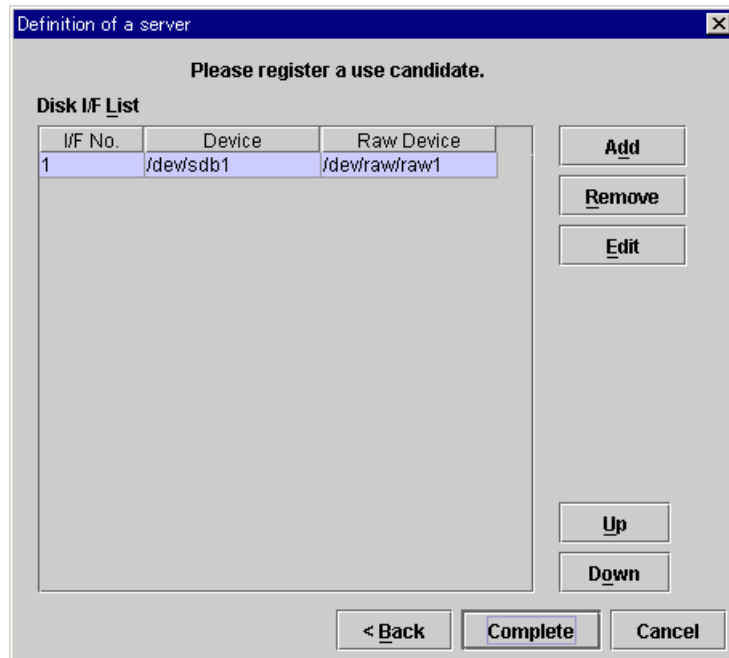 Definition of a server
Please register a use candidate.
Disk I/F List
I/F No. Device Raw Device
1 /dev/sdb1 /dev/raw/raw1
Add
Remove
Edit
Up
Down
< Back Complete Cancel